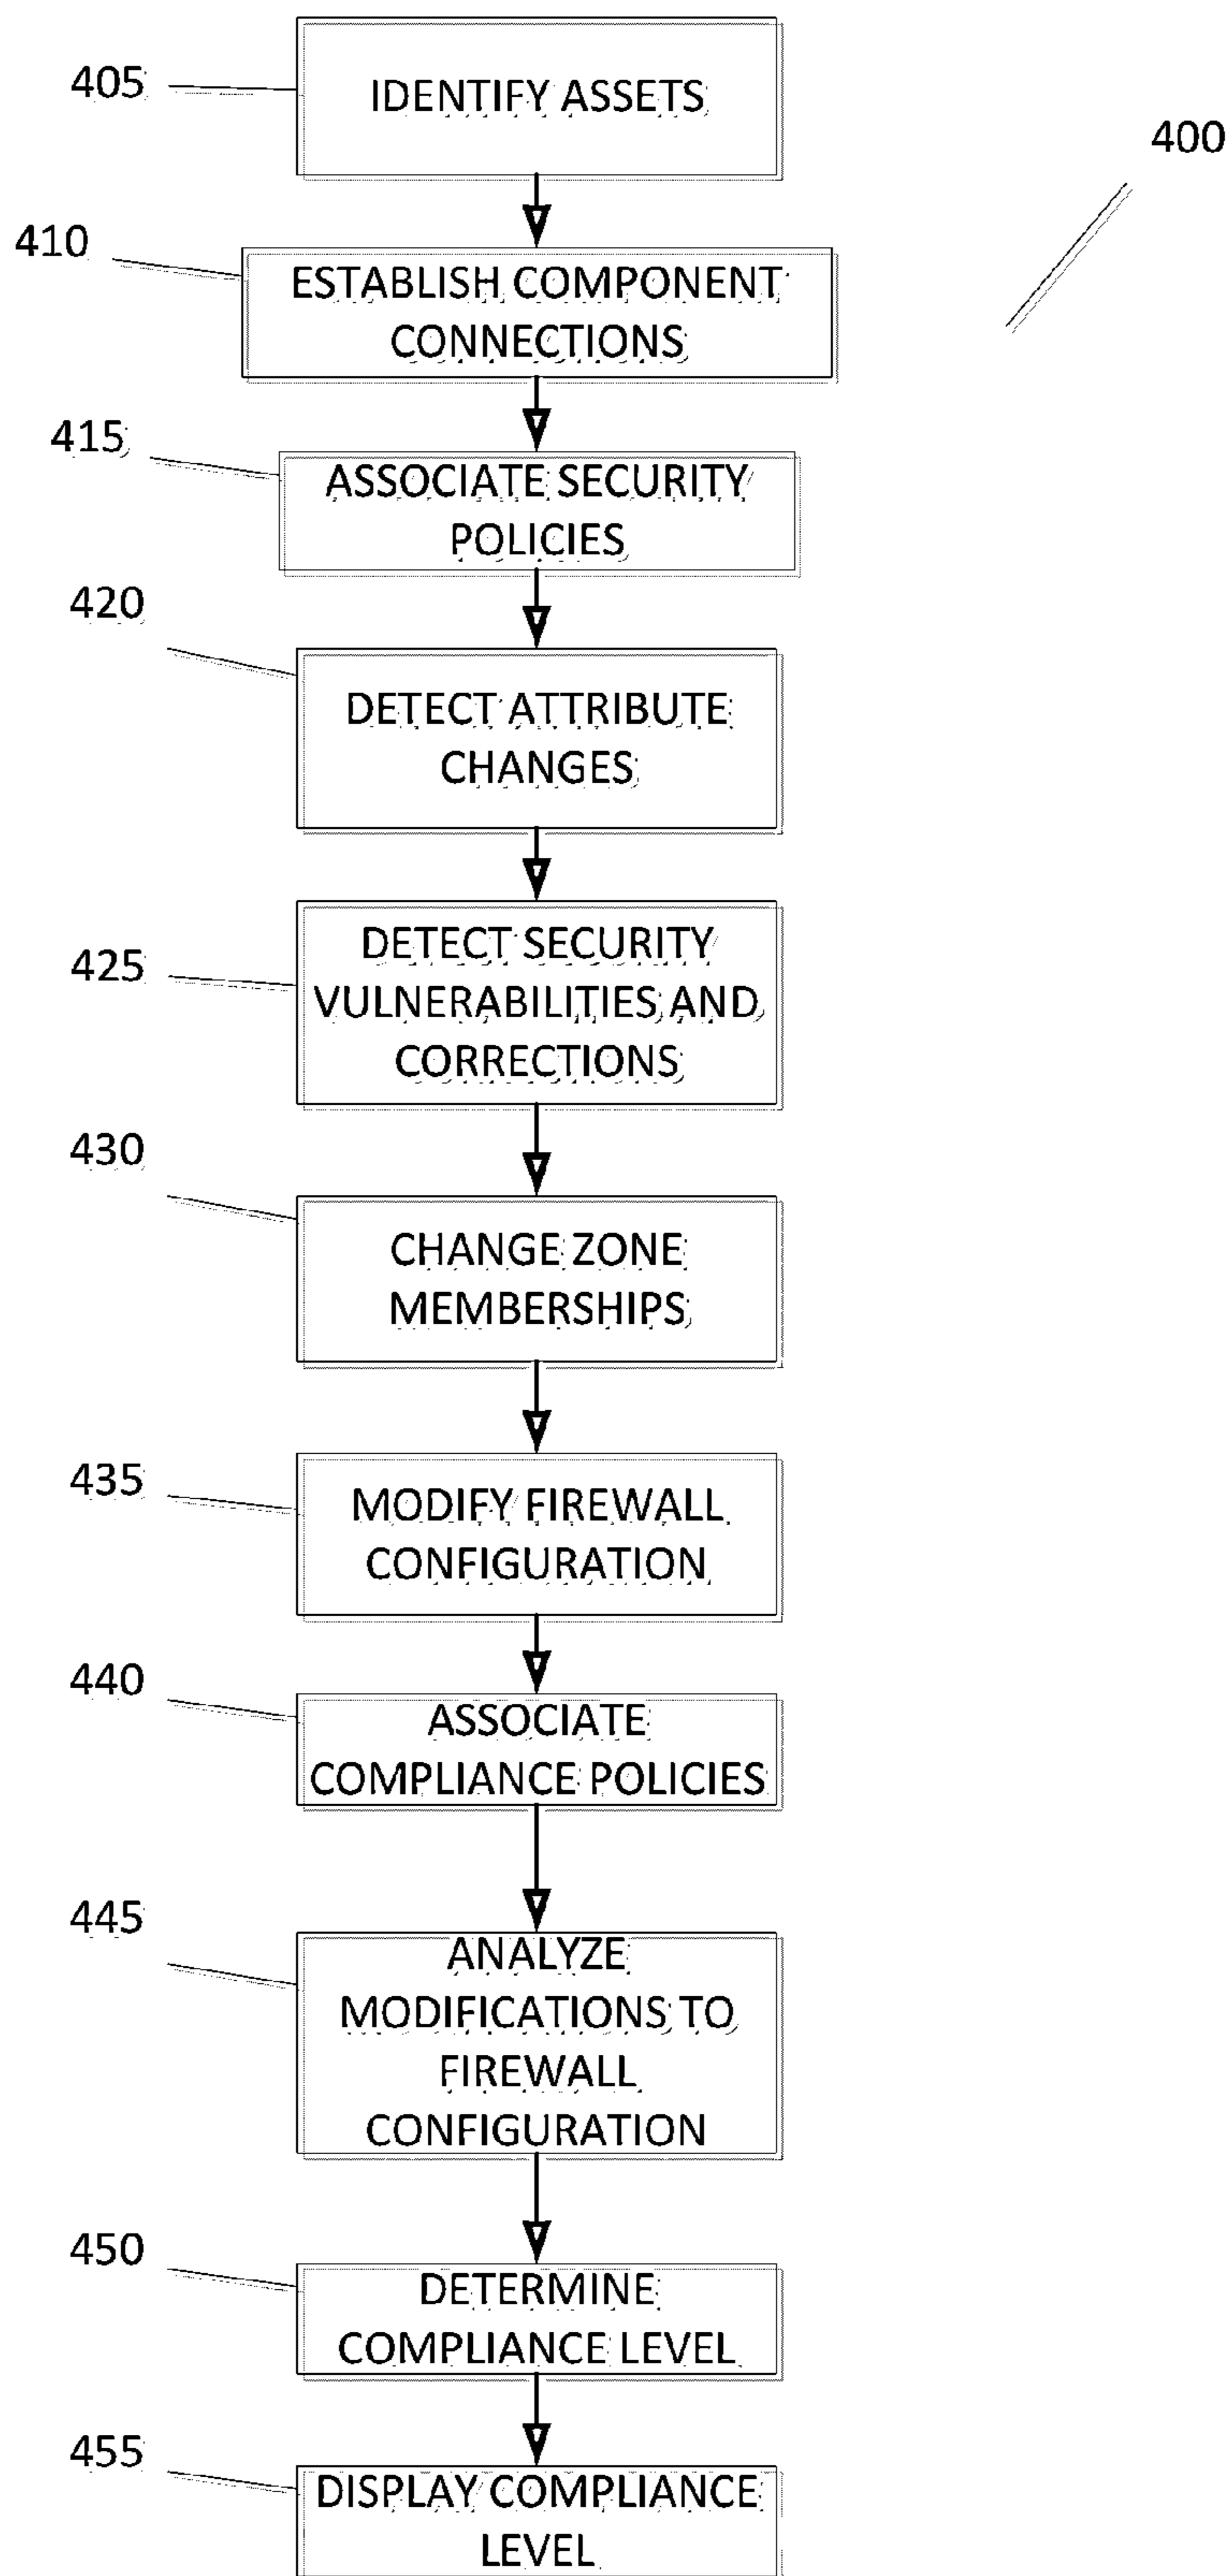 405
IDENTIFY ASSETS
400
410
ESTABLISH COMPONENT
CONNECTIONS
415
ASSOCIATE SECURITY
POLICIES
420
DETECT ATTRIBUTE
CHANGES
425
DETECT SECURITY
VULNERABILITIES AND
CORRECTIONS
430
CHANGE ZONE
MEMBERSHIPS
435
MODIFY FIREWALL
CONFIGURATION
440
ASSOCIATE
COMPLIANCE POLICIES
445
ANALYZE
MODIFICATIONS TO
FIREWALL
CONFIGURATION
450
DETERMINE
COMPLIANCE LEVEL
455
DISPLAY COMPLIANCE
LEVEL